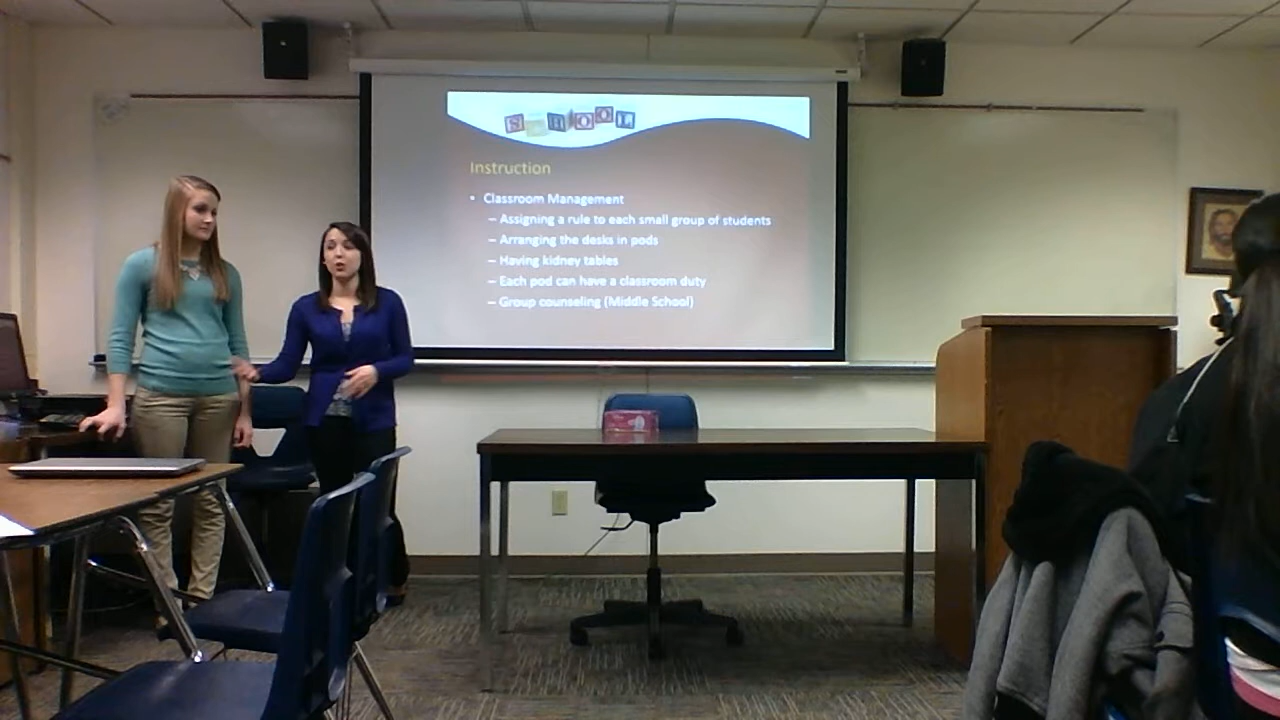 SCHOOL
Instruction
• Classroom Management
– Assigning a rule to each small group of students
– Arranging the desks in pods
– Having kidney tables
– Each pod can have a classroom duty
– Group counseling (Middle School)